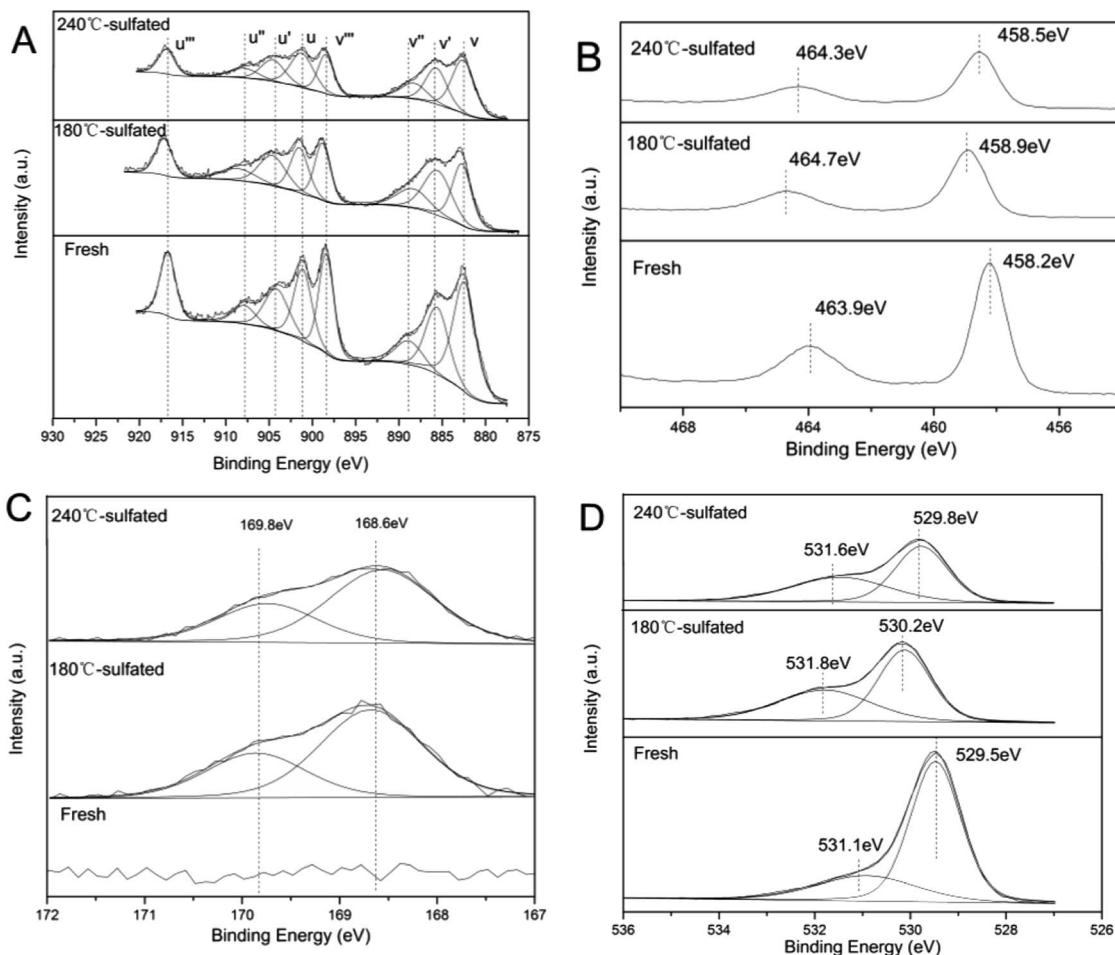 A
240℃-sulfated
u''' u'' u' u v''' v'' v' v
180℃-sulfated
Fresh
Intensity (a.u.)
930 925 920 915 910 905 900 895 890 885 880 875
Binding Energy (eV)
B
240℃-sulfated
464.3eV
458.5eV
180℃-sulfated
464.7eV
458.9eV
Fresh
463.9eV
458.2eV
Intensity (a.u.)
468 464 460 456
Binding Energy (eV)
C
240℃-sulfated
169.8eV
168.6eV
180℃-sulfated
Fresh
Intensity (a.u.)
172 171 170 169 168 167
Binding Energy (eV)
D
240℃-sulfated
531.6eV
529.8eV
180℃-sulfated
531.8eV
530.2eV
Fresh
531.1eV
529.5eV
Intensity (a.u.)
536 534 532 530 528 526
Binding Energy (eV)